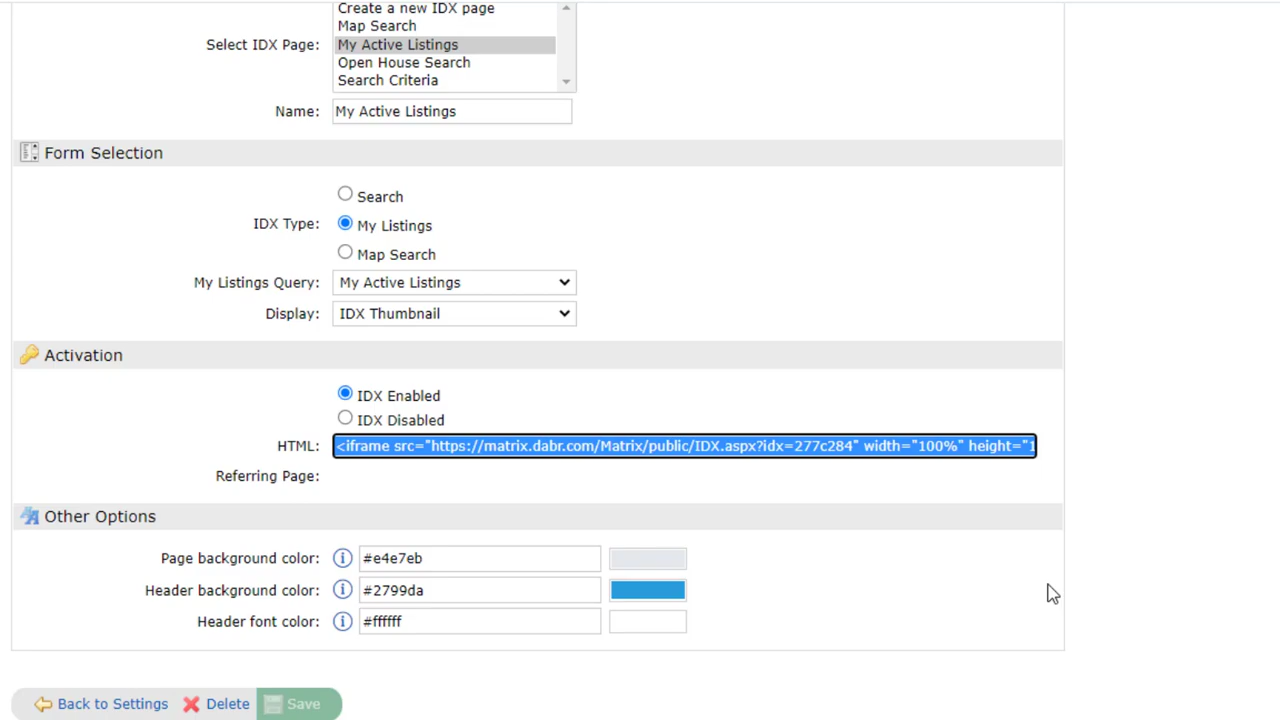 Create a new IDX page
Map Search
Select IDX Page: My Active Listings
Open House Search
Search Criteria
Name: My Active Listings
Form Selection
Search
IDX Type: My Listings
Map Search
My Listings Query: My Active Listings
Display: IDX Thumbnail
Activation
IDX Enabled
IDX Disabled
HTML: <iframe src="https://matrix.dabr.com/Matrix/public/IDX.aspx?idx=277c284" width="100%" height="1
Referring Page:
Other Options
Page background color: #e4e7eb
Header background color: #2799da
Header font color: #ffffff
Back to Settings Delete Save